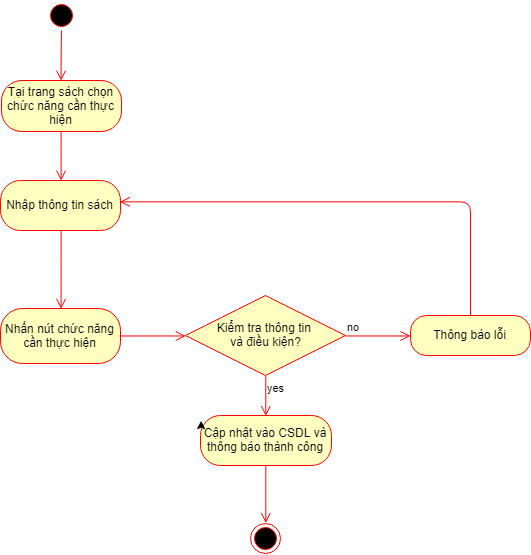 Tại trang sách chọn
chức năng cần thực
hiện
Nhập thông tin sách
Nhấn nút chức năng
cần thực hiện
Kiểm tra thông tin
và điều kiện?
no
Thông báo lỗi
yes
Cập nhật vào CSDL và
thông báo thành công